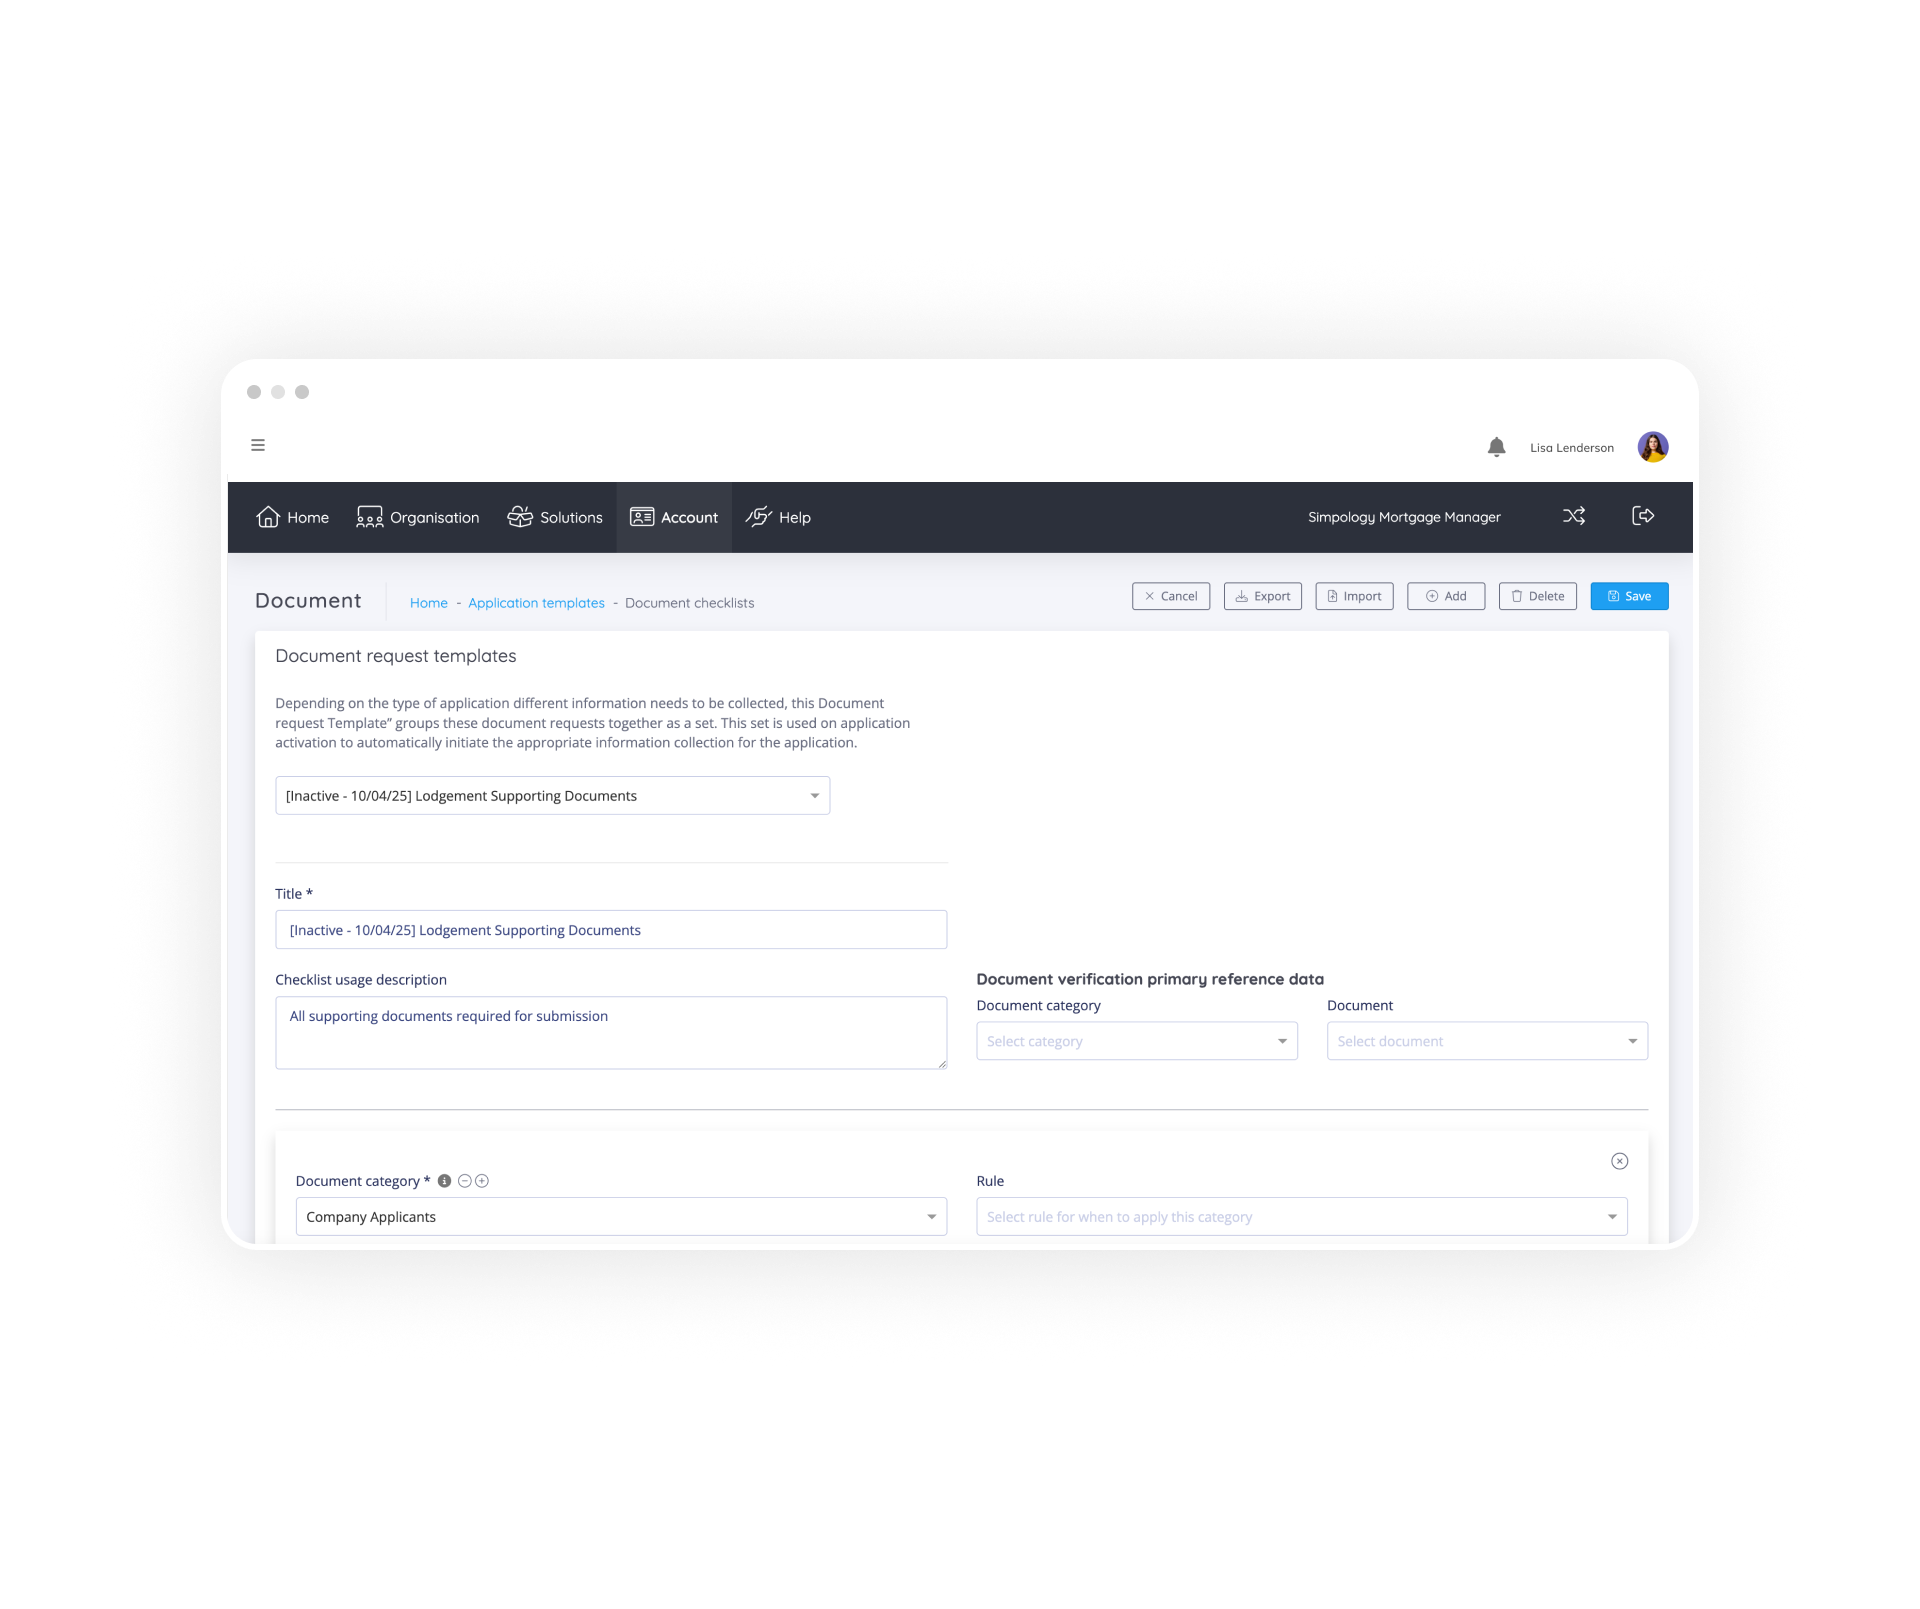 Lisa Lenderson
Home Organisation Solutions Account Help Simpology Mortgage Manager
Document Home - Application templates - Document checklists Cancel Export Import Add Delete Save
Document request templates
Depending on the type of application different information needs to be collected, this Document
request Template” groups these document requests together as a set. This set is used on application
activation to automatically initiate the appropriate information collection for the application.
[Inactive - 10/04/25] Lodgement Supporting Documents
Title *
[Inactive - 10/04/25] Lodgement Supporting Documents
Checklist usage description
All supporting documents required for submission
Document verification primary reference data
Document category Document
Select category Select document
Document category * Rule
Company Applicants Select rule for when to apply this category